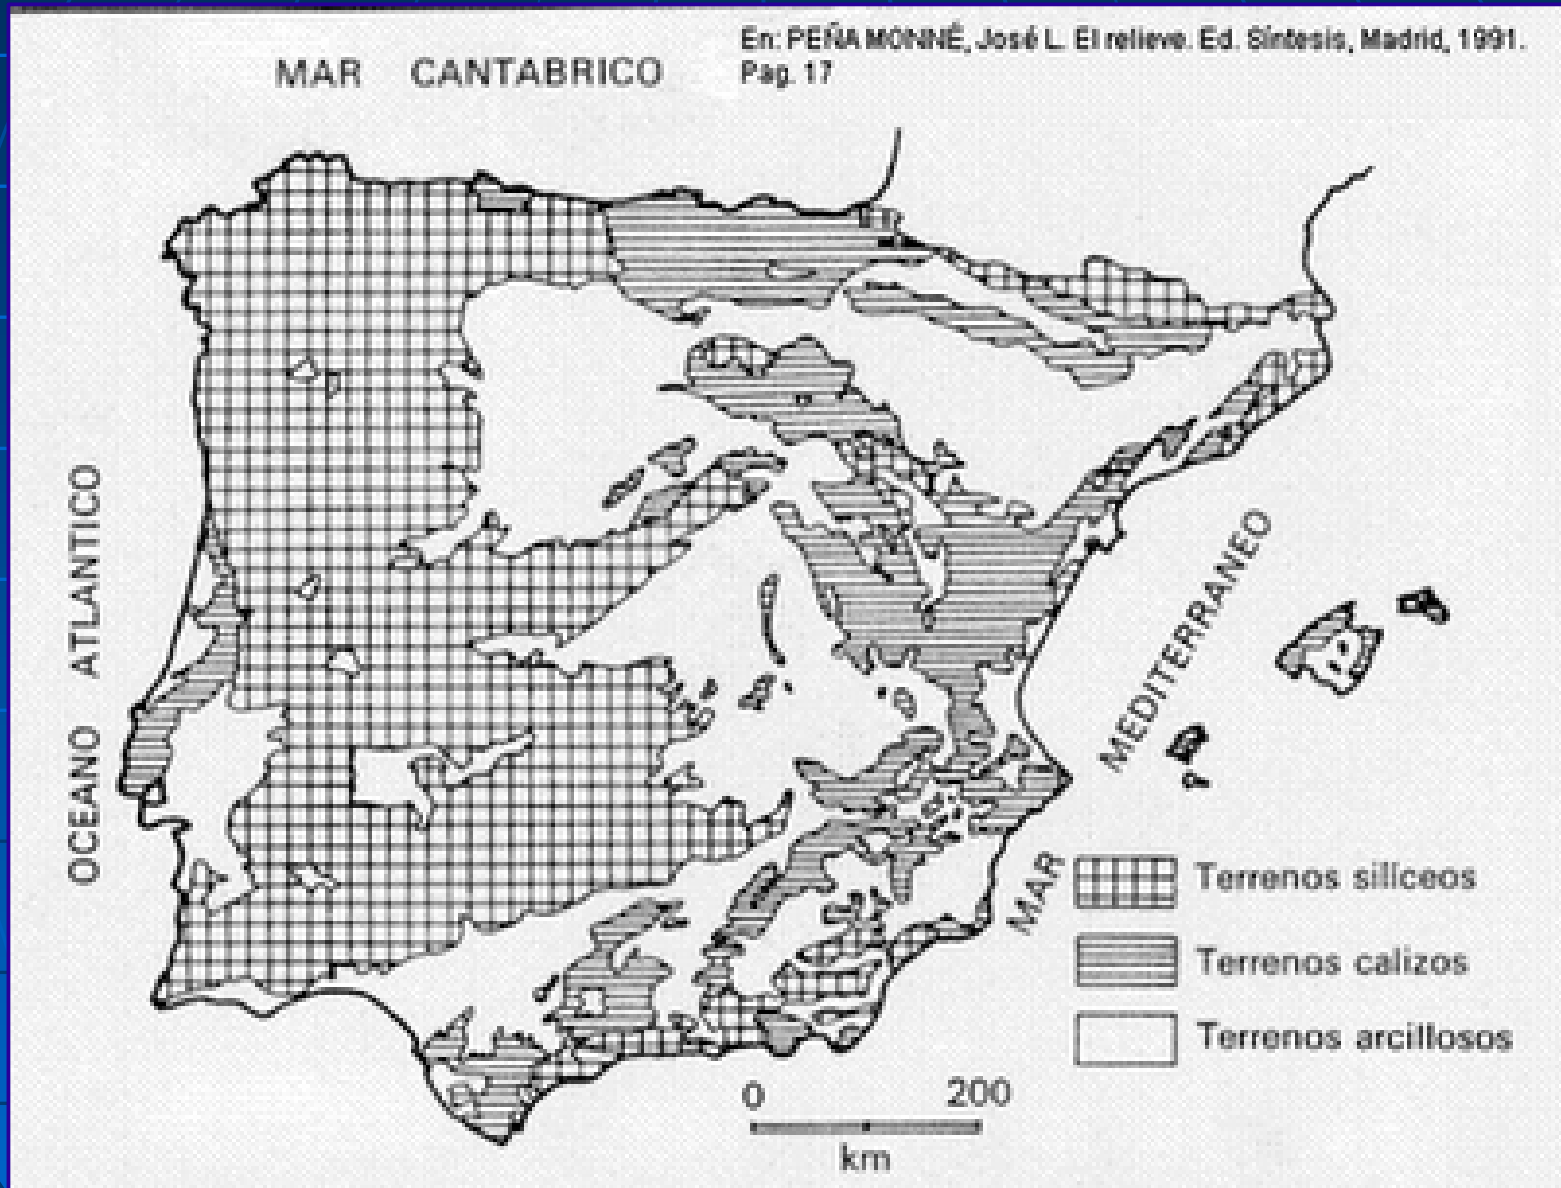 En: PEÑA MONNÉ, José L. El relieve. Ed. Síntesis, Madrid, 1991.
Pag. 17
MAR CANTABRICO
OCEANO ATLANTICO
MAR MEDITERRANEO
Terrenos silíceos
Terrenos calizos
Terrenos arcillosos
0 200
km